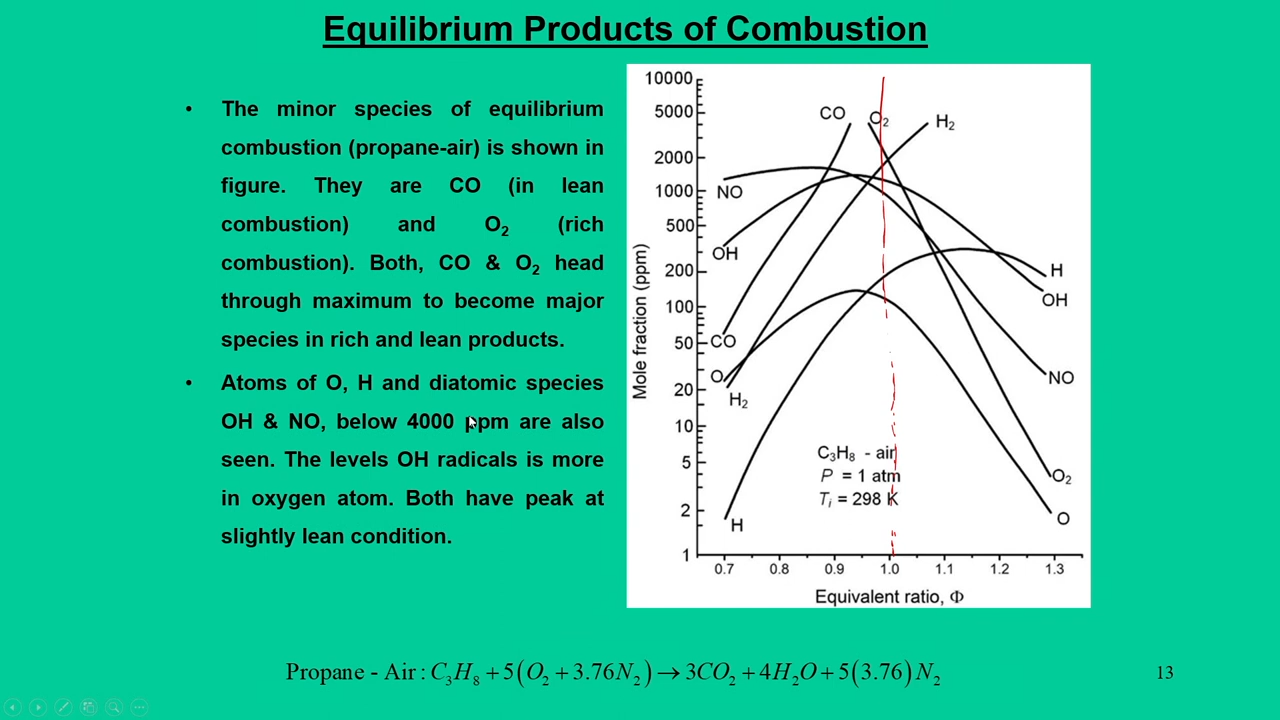 Equilibrium Products of Combustion
• The minor species of equilibrium
combustion (propane-air) is shown in
figure. They are CO (in lean
combustion) and O₂ (rich
combustion). Both, CO & O₂ head
through maximum to become major
species in rich and lean products.
• Atoms of O, H and diatomic species
OH & NO, below 4000 ppm are also
seen. The levels OH radicals is more
in oxygen atom. Both have peak at
slightly lean condition.
Mole fraction (ppm)
10000
5000
2000
1000
500
200
100
50
20
10
5
2
1
CO
O₂
H₂
NO
OH
CO
O
H₂
H
H
OH
NO
O₂
O
C₃H₈ - air
P = 1 atm
Tᵢ = 298 K
0.7 0.8 0.9 1.0 1.1 1.2 1.3
Equivalent ratio, Φ
Propane - Air : C₃H₈ + 5(O₂ + 3.76N₂) → 3CO₂ + 4H₂O + 5(3.76)N₂
13